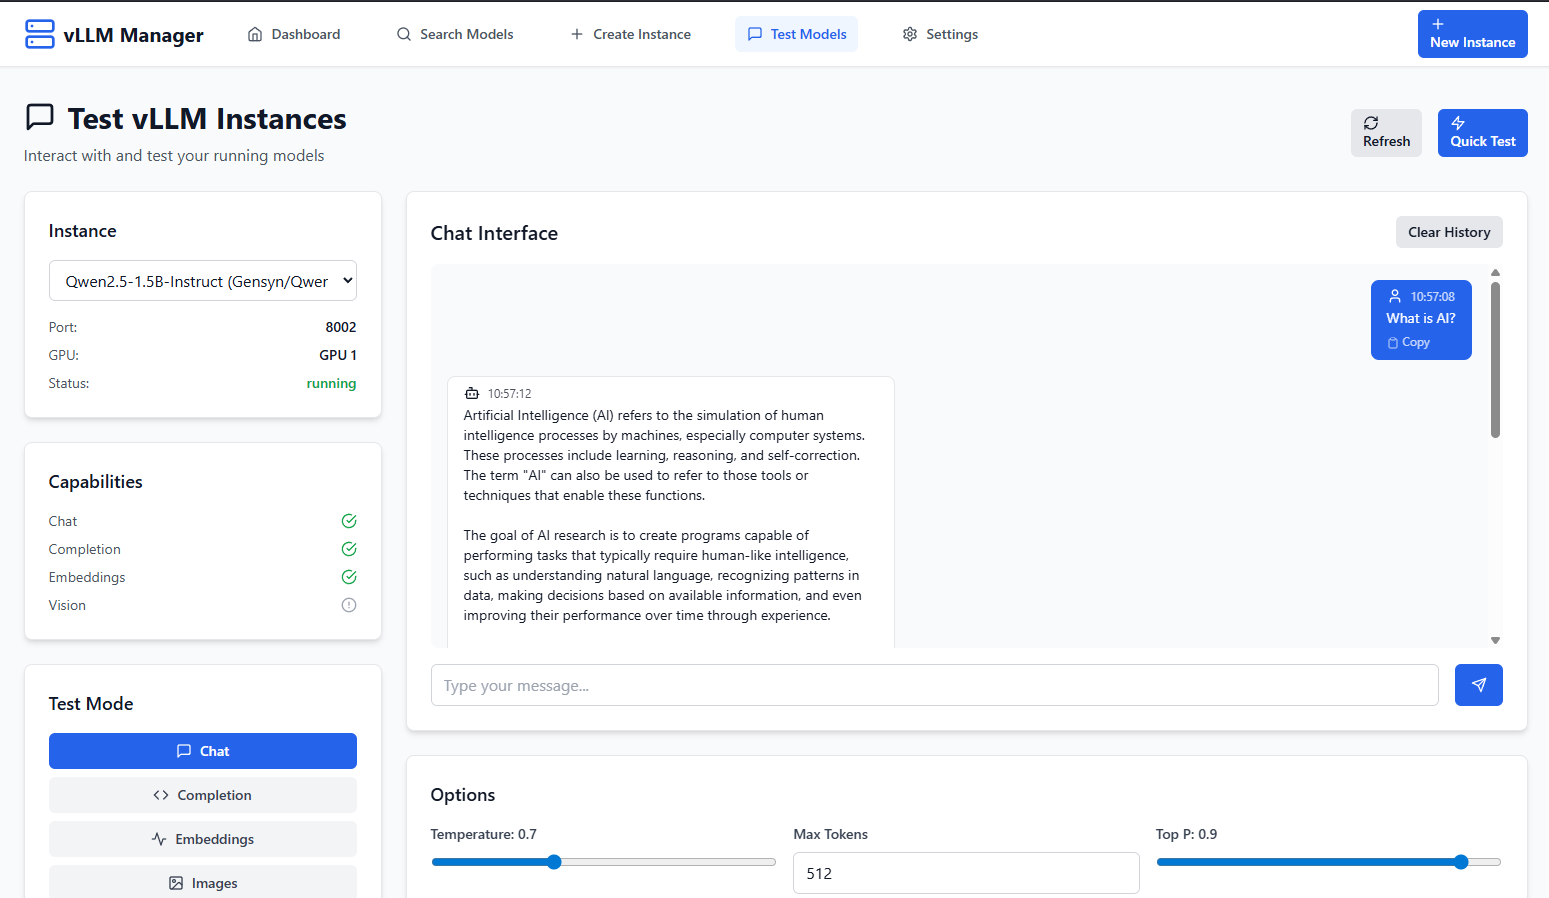 vLLM Manager
Dashboard
Search Models
Create Instance
Test Models
Settings
New Instance
Test vLLM Instances
Interact with and test your running models
Refresh
Quick Test
Instance
Qwen2.5-1.5B-Instruct (Gensyn/Qwer
Port: 8002
GPU: GPU 1
Status: running
Capabilities
Chat
Completion
Embeddings
Vision
Test Mode
Chat
Completion
Embeddings
Images
Chat Interface
Clear History
10:57:08
What is AI?
Copy
10:57:12
Artificial Intelligence (AI) refers to the simulation of human
intelligence processes by machines, especially computer systems.
These processes include learning, reasoning, and self-correction.
The term "AI" can also be used to refer to those tools or
techniques that enable these functions.
The goal of AI research is to create programs capable of
performing tasks that typically require human-like intelligence,
such as understanding natural language, recognizing patterns in
data, making decisions based on available information, and even
improving their performance over time through experience.
Type your message...
Options
Temperature: 0.7
Max Tokens
512
Top P: 0.9